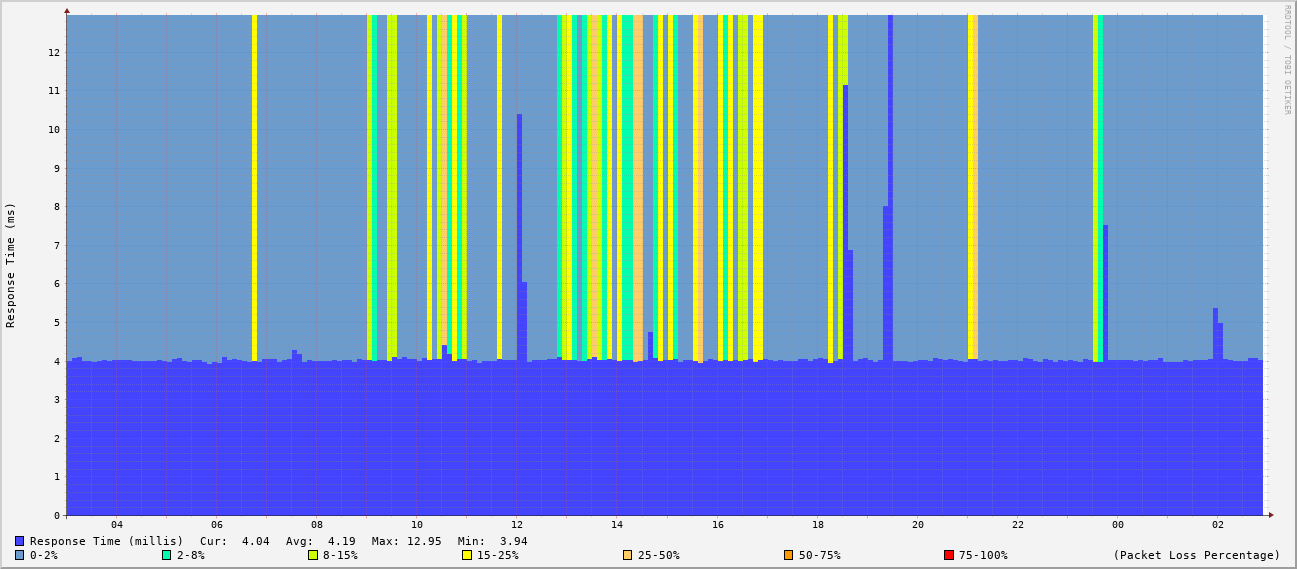 RRDTOOL / TOBI OETIKER
Response Time (ms)
12
11
10
9
8
7
6
5
4
3
2
1
0
04 06 08 10 12 14 16 18 20 22 00 02
Response Time (millis) Cur: 4.04 Avg: 4.19 Max: 12.95 Min: 3.94
0-2% 2-8% 8-15% 15-25% 25-50% 50-75% 75-100% (Packet Loss Percentage)